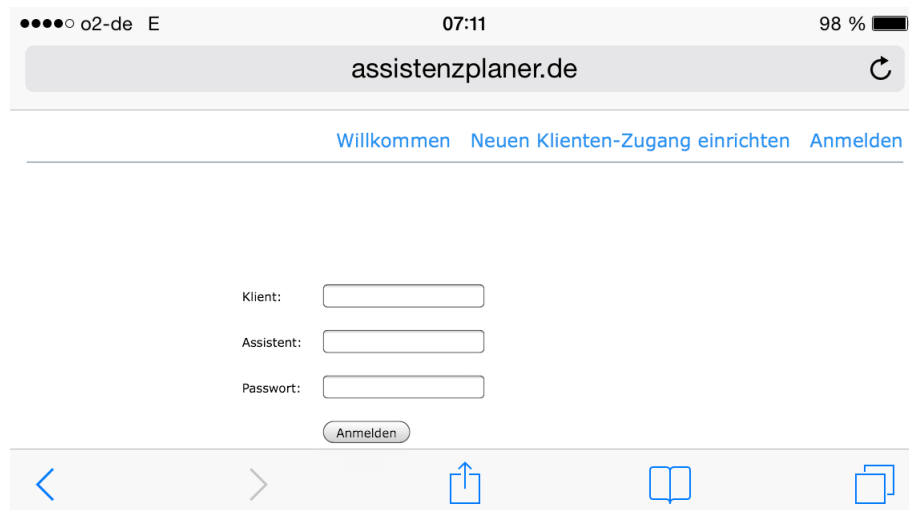 o2-de E 07:11 98 %
assistenzplaner.de
Willkommen Neuen Klienten-Zugang einrichten Anmelden
Klient:
Assistent:
Passwort:
Anmelden